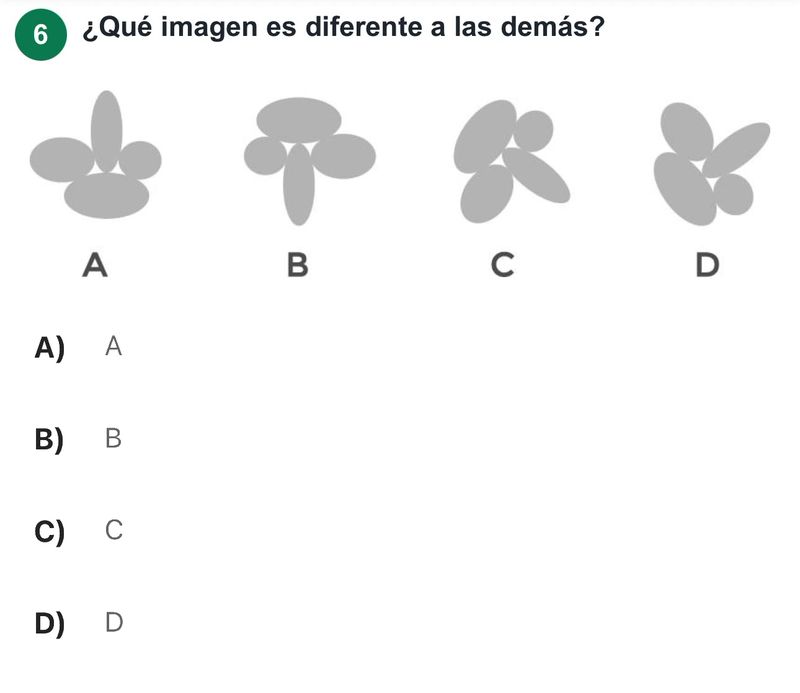 6 ¿Qué imagen es diferente a las demás?
A B C D
A) A
B) B
C) C
D) D